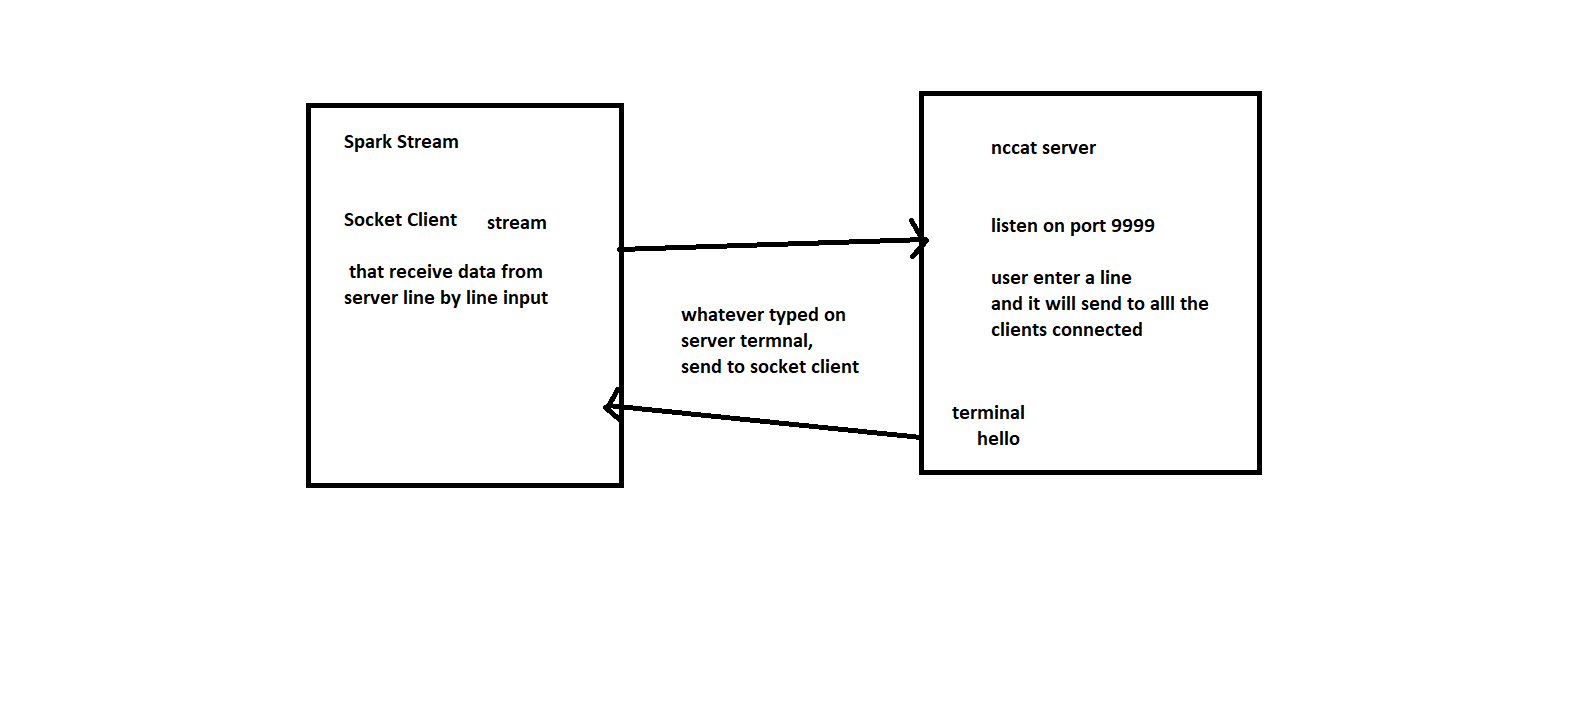 Spark Stream
Socket Client stream
that receive data from
server line by line input
whatever typed on
server termnal,
send to socket client
nccat server
listen on port 9999
user enter a line
and it will send to alll the
clients connected
terminal
hello